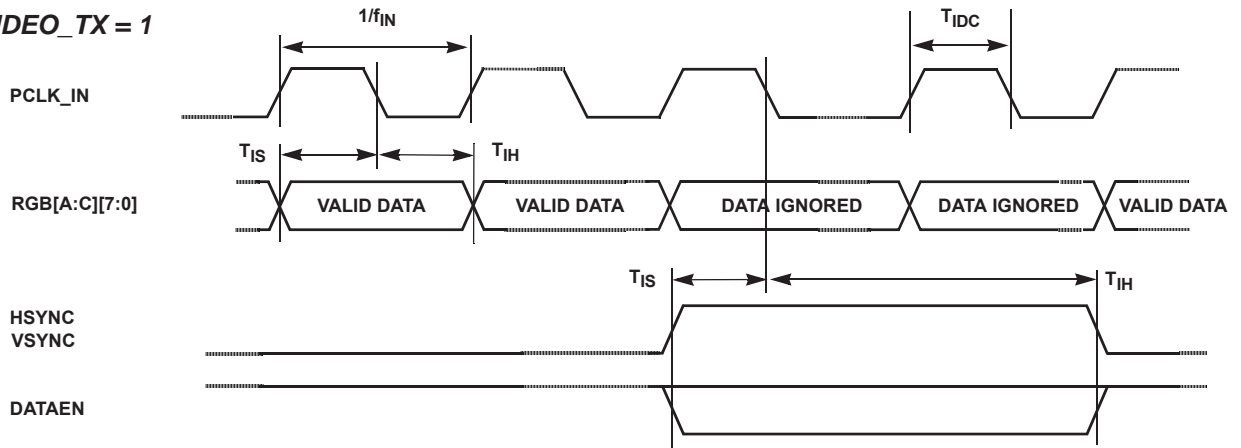 IDEO_TX = 1
1/fIN
TIDC
PCLK_IN
TIS
TIH
RGB[A:C][7:0]
VALID DATA
VALID DATA
DATA IGNORED
DATA IGNORED
VALID DATA
TIS
TIH
HSYNC
VSYNC
DATAEN